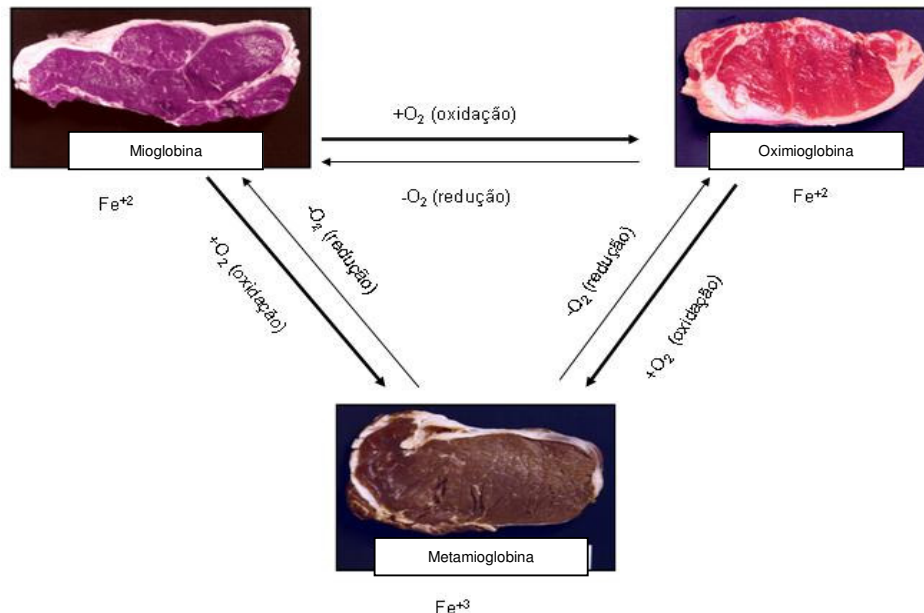 +O₂ (oxidação)
Mioglobina
Oximioglobina
-O₂ (redução)
Fe⁺²
Fe⁺²
-O₂ (redução)
+O₂ (oxidação)
-O₂ (redução)
+O₂ (oxidação)
Metamioglobina
Fe⁺³